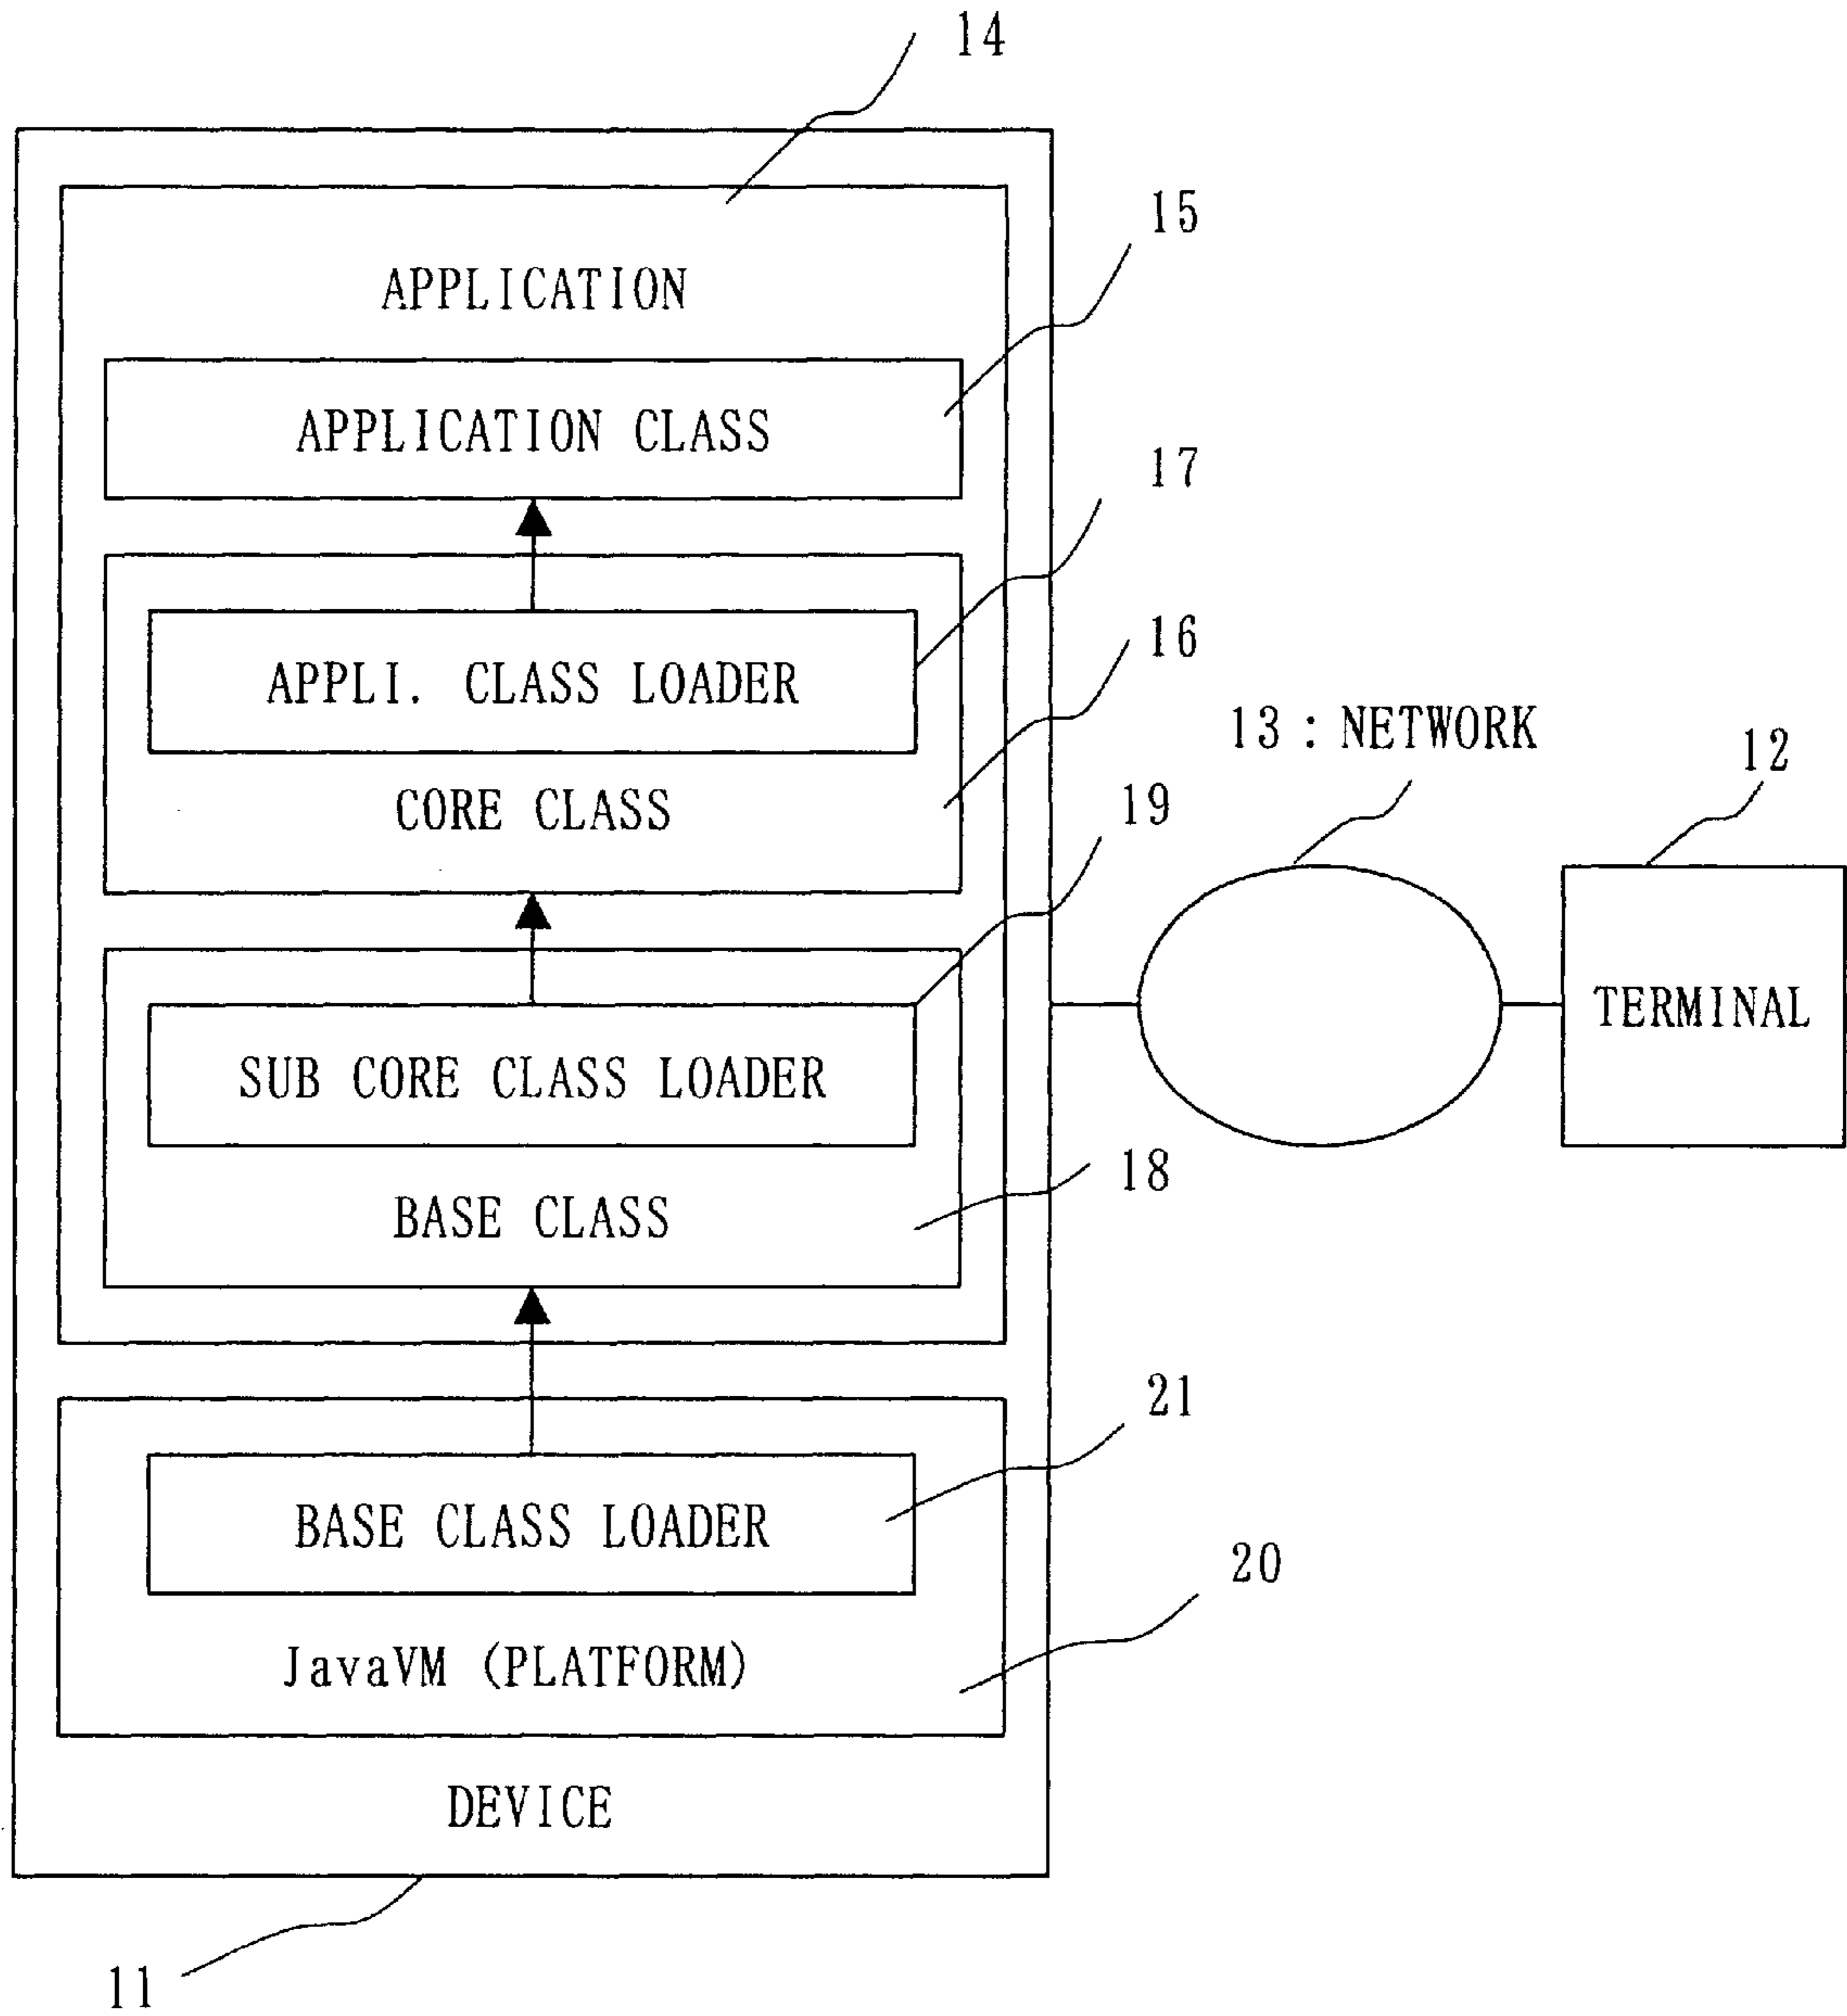 14
15
APPLICATION
APPLICATION CLASS
17
16
APPLI. CLASS LOADER
13 : NETWORK
12
CORE CLASS
19
TERMINAL
SUB CORE CLASS LOADER
18
BASE CLASS
21
BASE CLASS LOADER
20
JavaVM (PLATFORM)
DEVICE
11